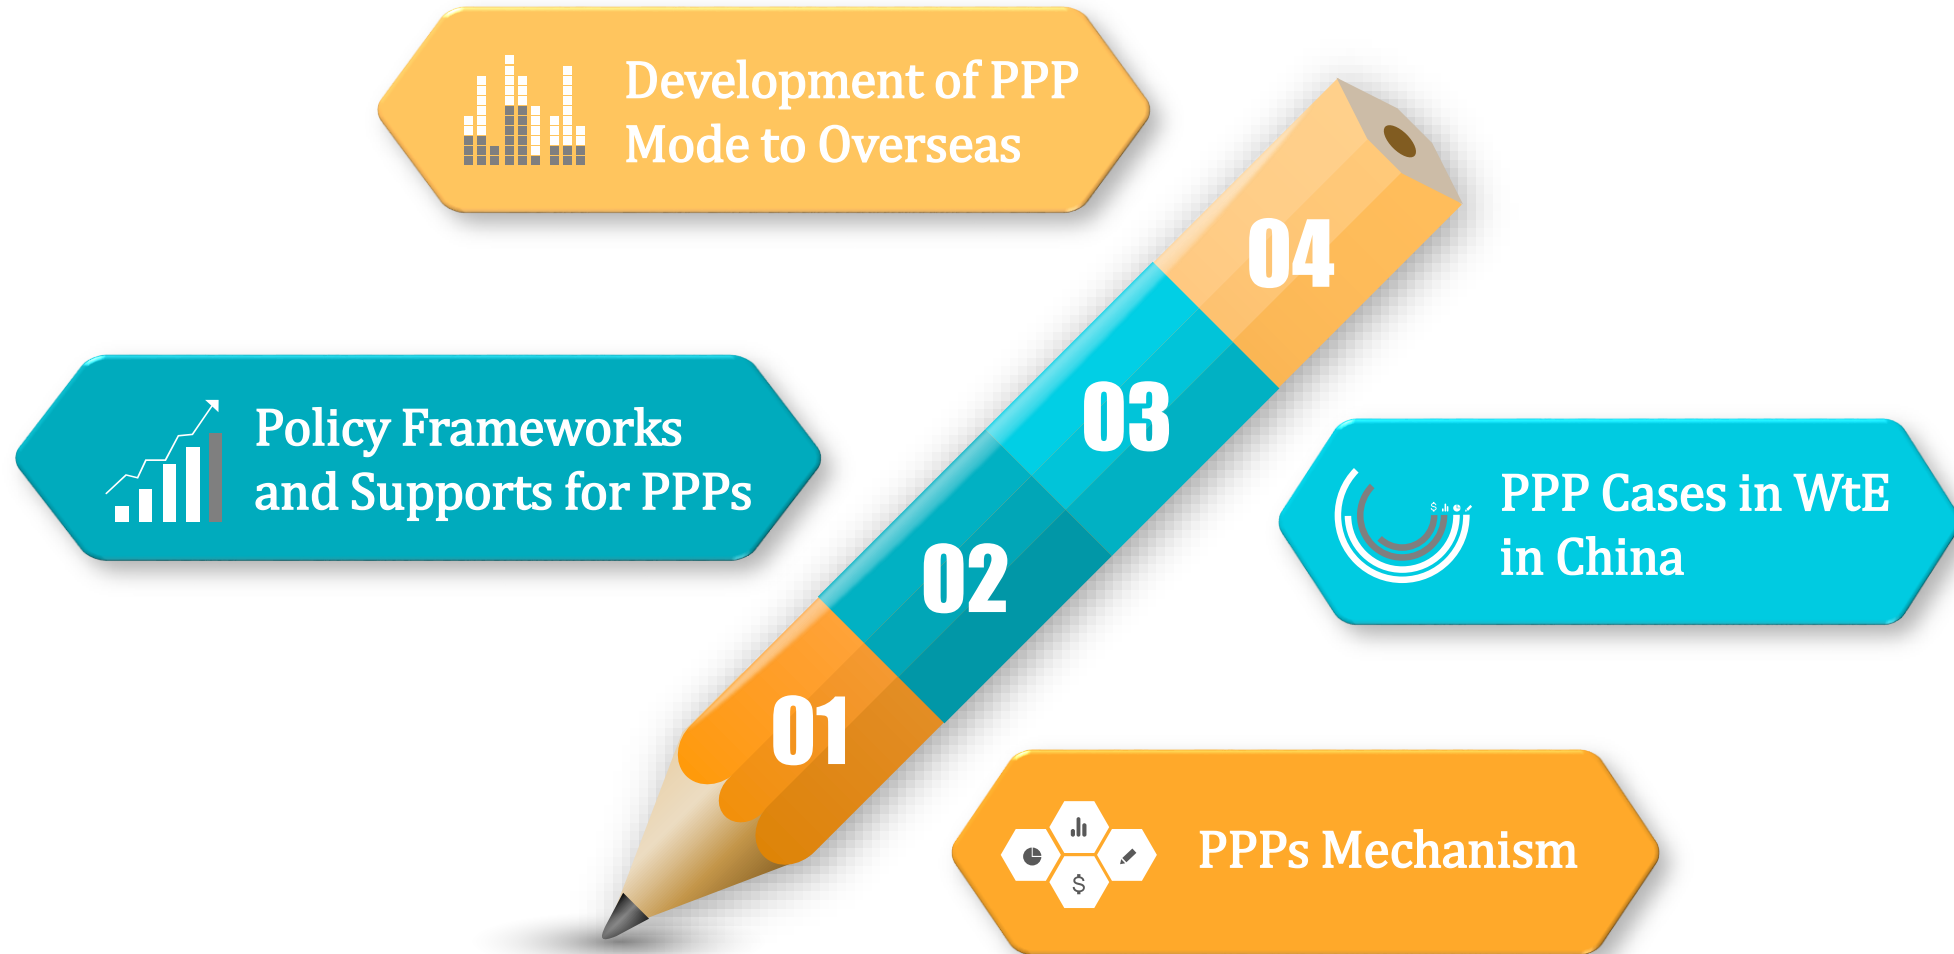 Development of PPP
Mode to Overseas
04
Policy Frameworks
and Supports for PPPs
03
PPP Cases in WtE
in China
02
01
PPPs Mechanism